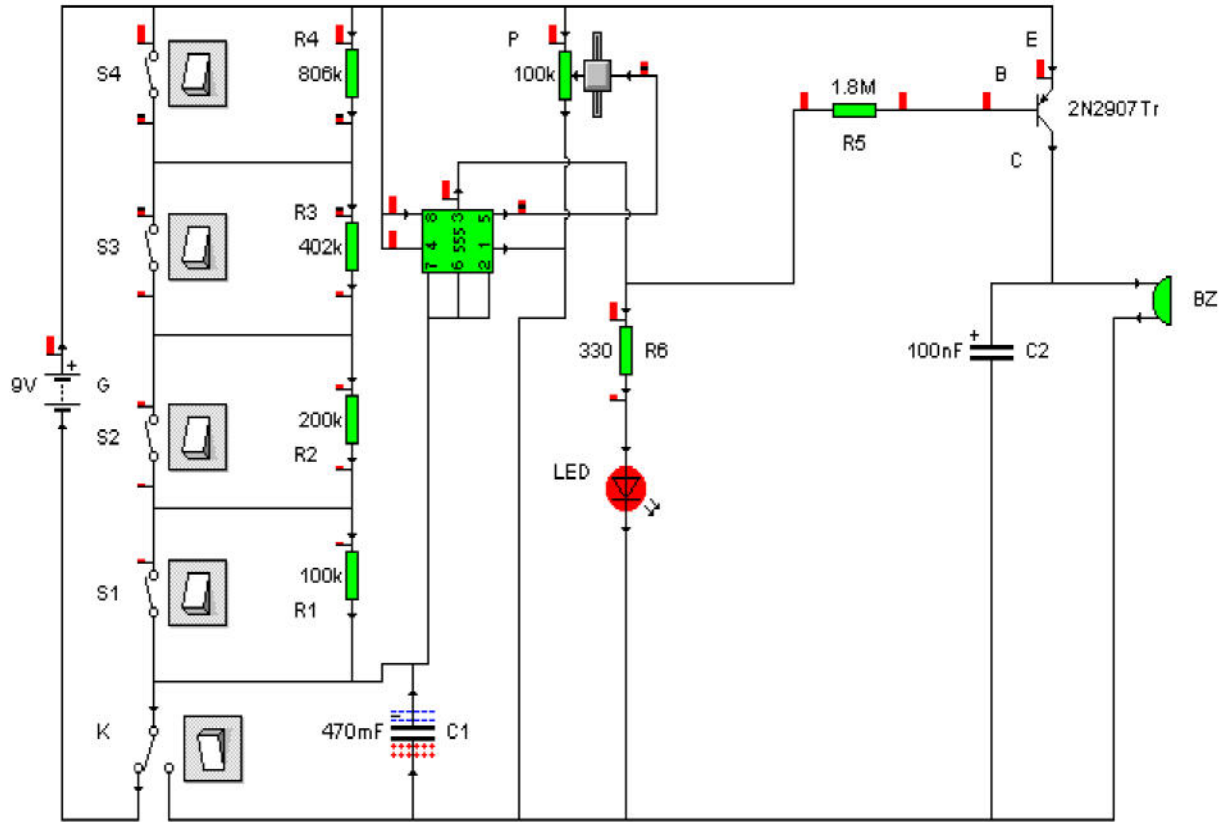 S4
R4
806k
P
100k
1.8M
R5
E
B
C
2N2907Tr
S3
R3
402k
8
3
5
4
555
1
7
6
2
330
R6
100nF
+
C2
BZ
9V
+
G
S2
200k
R2
LED
S1
100k
R1
K
470mF
-
C1